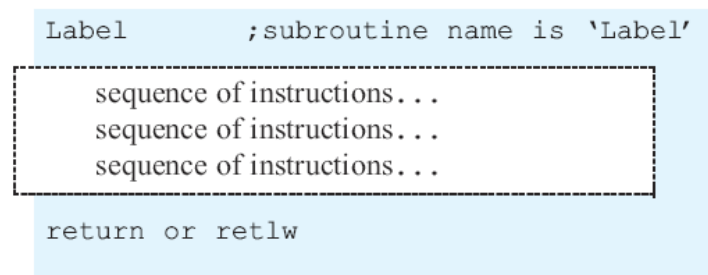 Label ;subroutine name is ‘Label’
sequence of instructions...
sequence of instructions...
sequence of instructions...
return or retlw